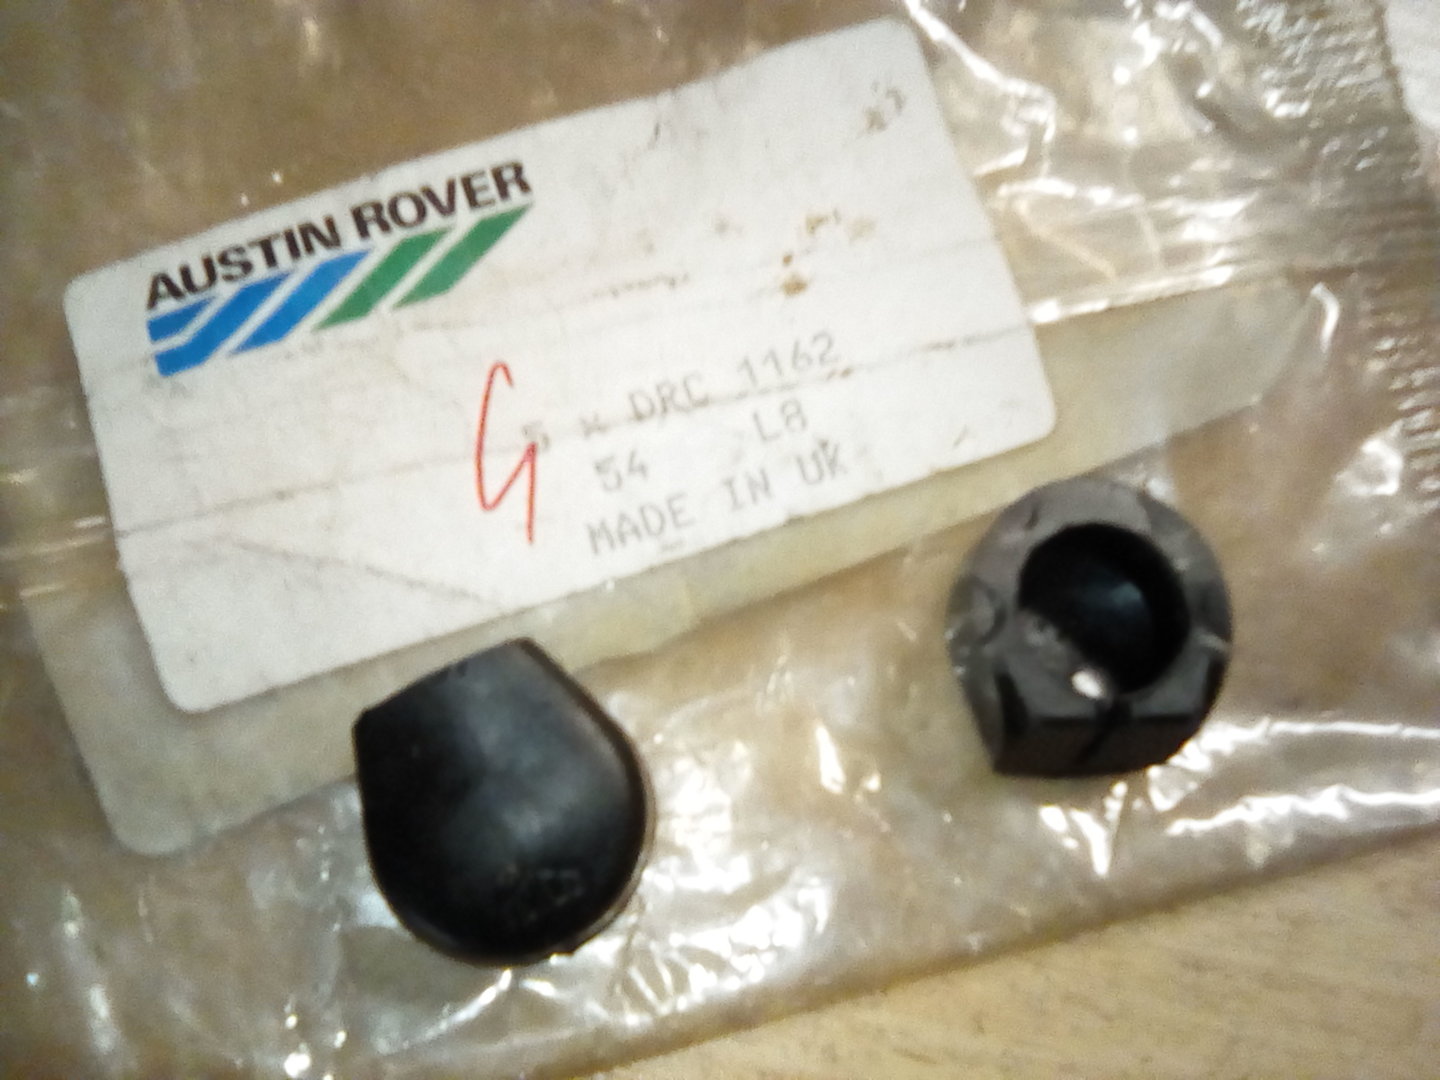 AUSTIN ROVER
5 x DRC 1162
54 L8
MADE IN UK